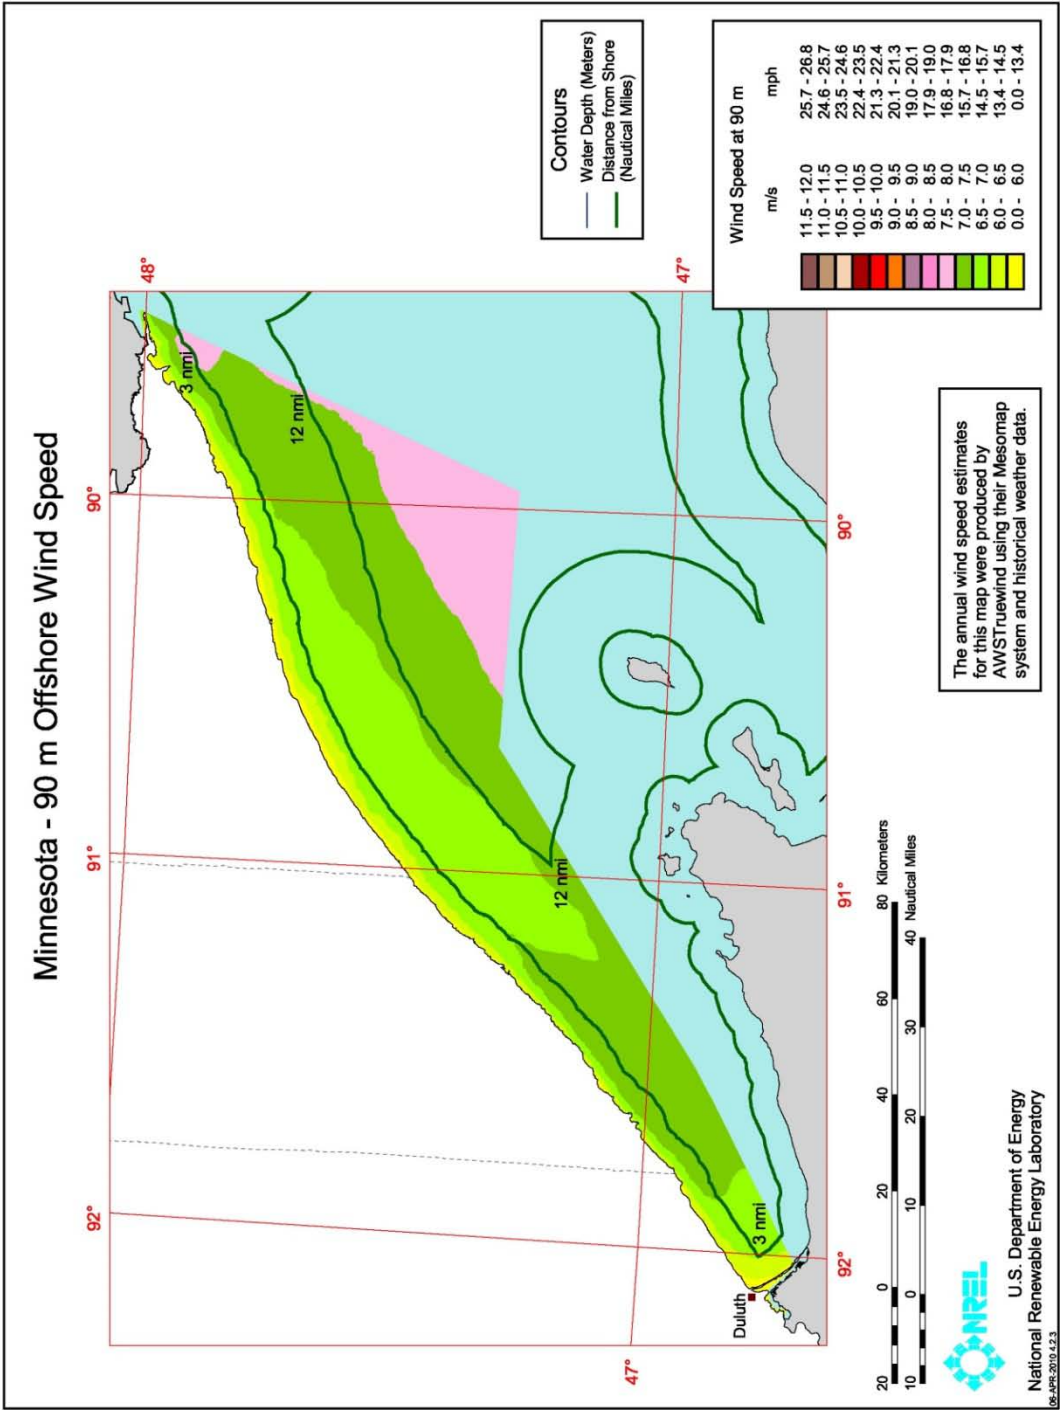 Minnesota - 90 m Offshore Wind Speed
92°
91°
90°
48°
48°
47°
47°
92°
91°
90°
3 nmi
12 nmi
12 nmi
3 nmi
Duluth
Contours
Water Depth (Meters)
Distance from Shore
(Nautical Miles)
Wind Speed at 90 m
m/s mph
11.5 - 12.0 25.7 - 26.8
11.0 - 11.5 24.6 - 25.7
10.5 - 11.0 23.5 - 24.6
10.0 - 10.5 22.4 - 23.5
9.5 - 10.0 21.3 - 22.4
9.0 - 9.5 20.1 - 21.3
8.5 - 9.0 19.0 - 20.1
8.0 - 8.5 17.9 - 19.0
7.5 - 8.0 16.8 - 17.9
7.0 - 7.5 15.7 - 16.8
6.5 - 7.0 14.5 - 15.7
6.0 - 6.5 13.4 - 14.5
0.0 - 6.0 0.0 - 13.4
20 0 20 40 60 80 Kilometers
10 0 10 20 30 40 Nautical Miles
The annual wind speed estimates
for this map were produced by
AWSTruewind using their Mesomap
system and historical weather data.
NREL
U.S. Department of Energy
National Renewable Energy Laboratory
06-APR-2010 4.2.3